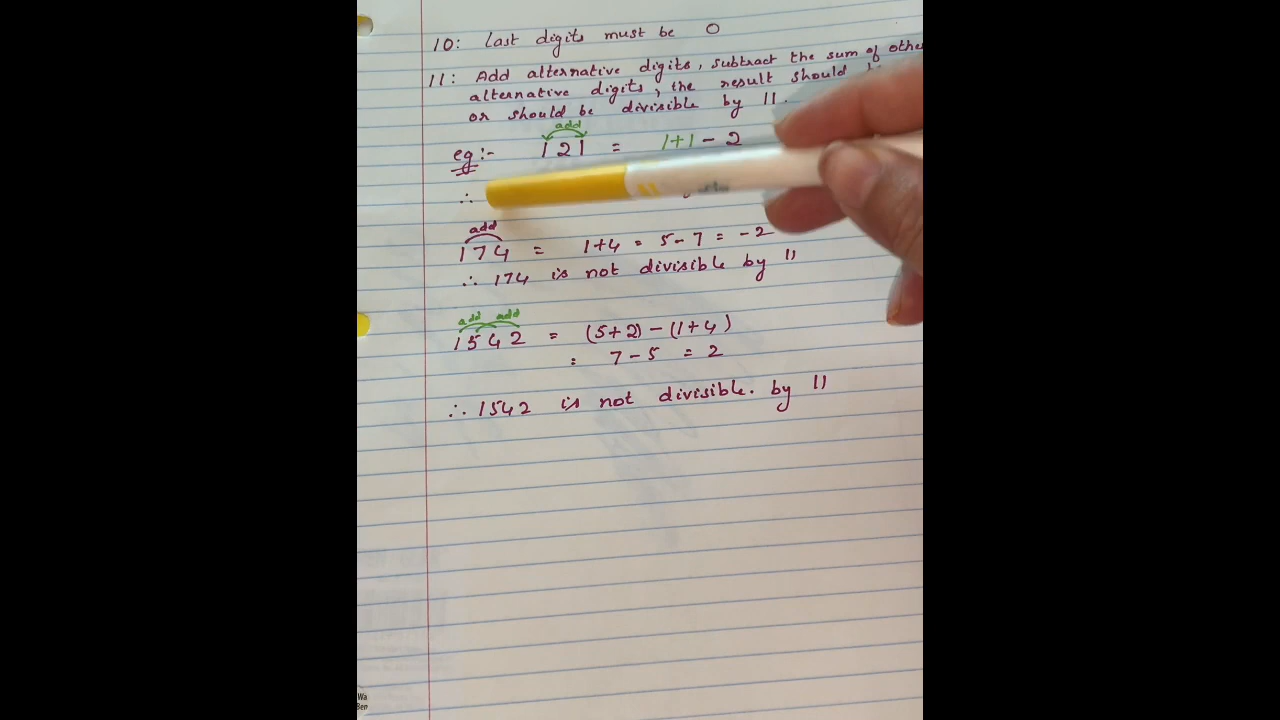 10: Last digits must be 0
11: Add alternative digits, subtract the sum of other
alternative digits, the result should
or should be divisible by 11.
add
eg:- 121 = 1+1 - 2
∴
add
174 = 1+4 = 5-7 = -2
∴ 174 is not divisible by 11
add add
1542 = (5+2) - (1+4)
= 7-5 = 2
∴ 1542 is not divisible. by 11
Wa
Ben